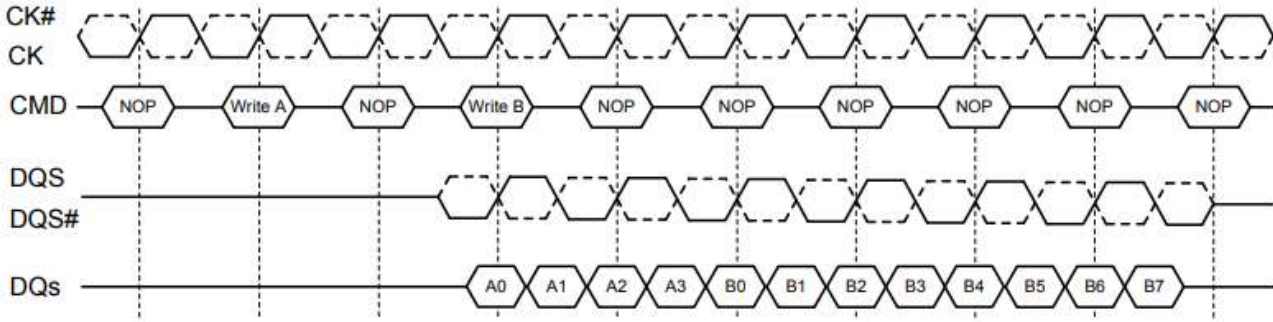 CK#
CK
CMD NOP Write A NOP Write B NOP NOP NOP NOP NOP NOP
DQS
DQS#
DQs A0 A1 A2 A3 B0 B1 B2 B3 B4 B5 B6 B7